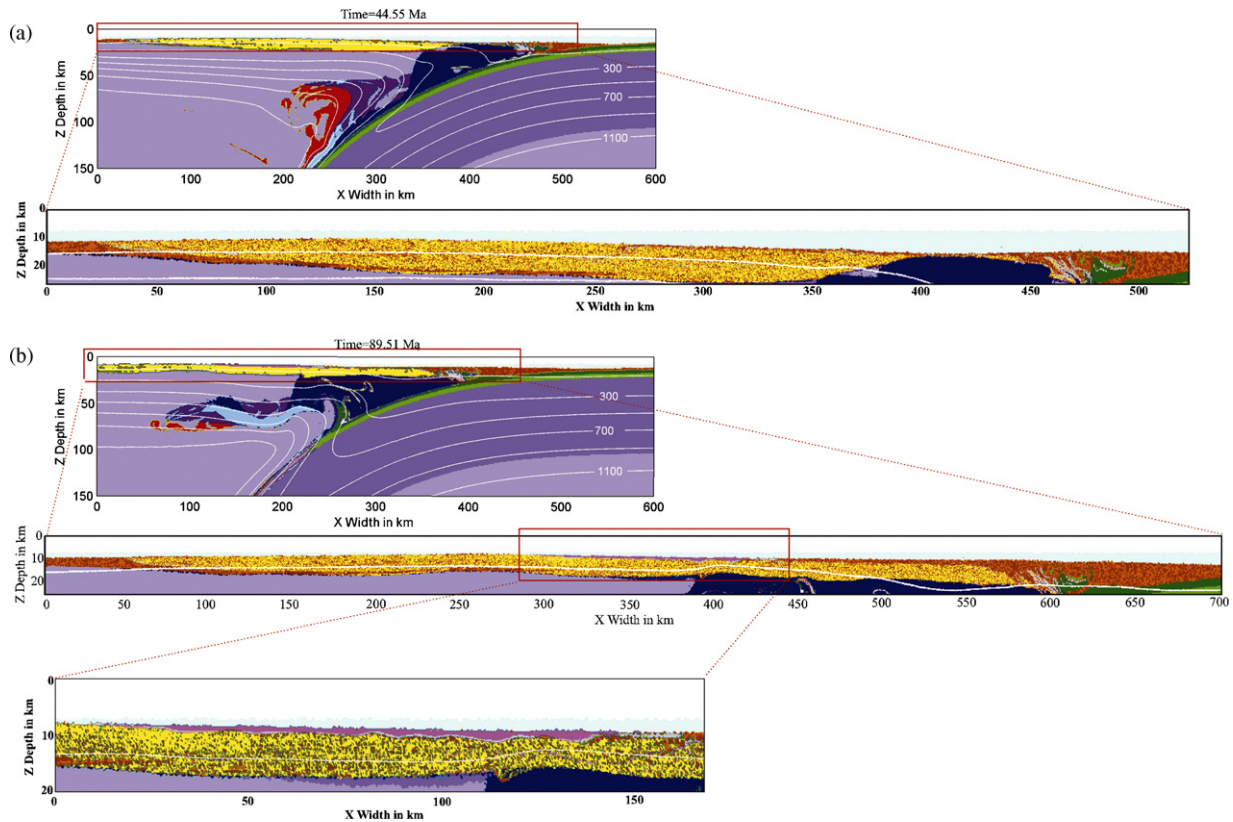 Time=44.55 Ma
(a)
0
50
100
150
Z Depth in km
300
700
1100
0 100 200 300 400 500 600
X Width in km
0
10
20
Z Depth in km
0 50 100 150 200 250 300 350 400 450 500
X Width in km
(b)
Time=89.51 Ma
0
50
100
150
Z Depth in km
300
700
1100
0 100 200 300 400 500 600
X Width in km
0
10
20
Z Depth in km
0 50 100 150 200 250 300 350 400 450 500 550 600 650 700
X Width in km
0
10
20
Z Depth in km
0 50 100 150
X Width in km